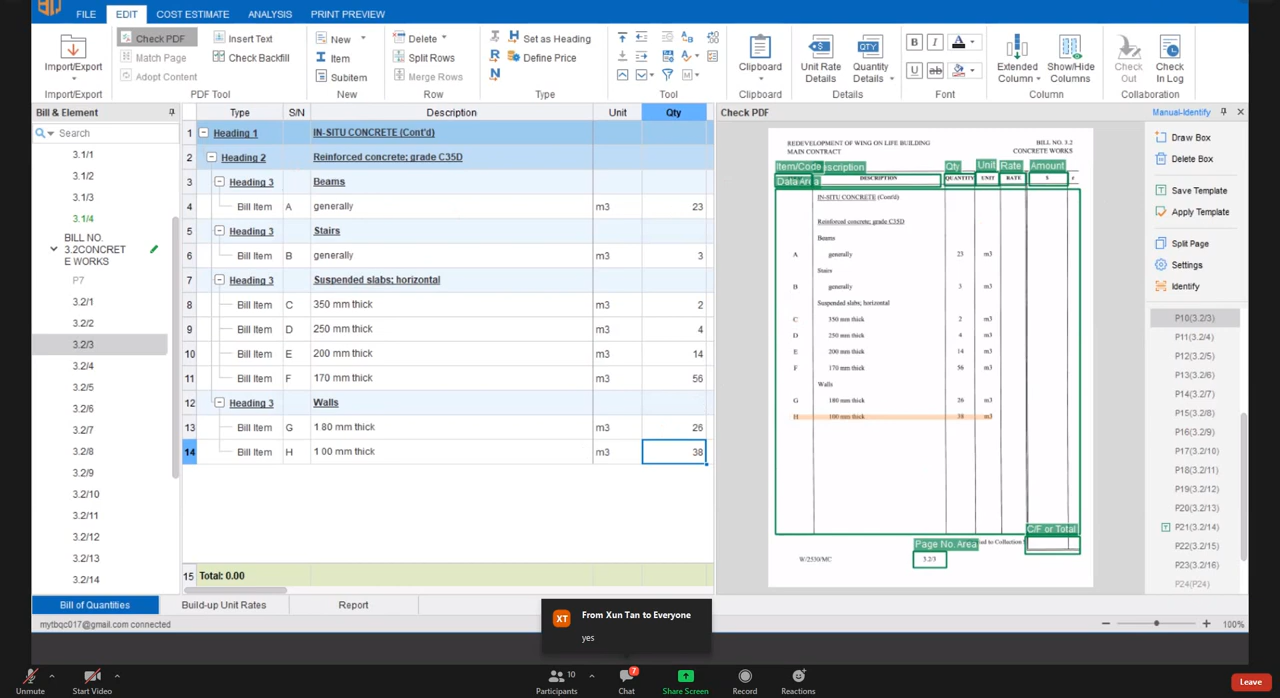 FILE EDIT COST ESTIMATE ANALYSIS PRINT PREVIEW
Import/Export
Import/Export
Check PDF
Match Page
Adopt Content
Insert Text
Check Backfill
PDF Tool
New
Item
Subitem
New
Delete
Split Rows
Merge Rows
Row
Set as Heading
Define Price
Type
Tool
Clipboard
Clipboard
Unit Rate Details
Quantity Details
Details
Font
Extended Column
Show/Hide Columns
Column
Check Out
Check In Log
Collaboration
Bill & Element
Search
3.1/1
3.1/2
3.1/3
3.1/4
BILL NO.
3.2CONCRET
E WORKS
P7
3.2/1
3.2/2
3.2/3
3.2/4
3.2/5
3.2/6
3.2/7
3.2/8
3.2/9
3.2/10
3.2/11
3.2/12
3.2/13
3.2/14
Type S/N Description Unit Qty
1 Heading 1 IN-SITU CONCRETE (Cont'd)
2 Heading 2 Reinforced concrete; grade C35D
3 Heading 3 Beams
4 Bill Item A generally m3 23
5 Heading 3 Stairs
6 Bill Item B generally m3 3
7 Heading 3 Suspended slabs; horizontal
8 Bill Item C 350 mm thick m3 2
9 Bill Item D 250 mm thick m3 4
10 Bill Item E 200 mm thick m3 14
11 Bill Item F 170 mm thick m3 56
12 Heading 3 Walls
13 Bill Item G 1 80 mm thick m3 26
14 Bill Item H 1 00 mm thick m3 38
15 Total: 0.00
Bill of Quantities Build-up Unit Rates Report
mytbqc017@gmail.com connected
Check PDF
Manual-Identify
REDEVELOPMENT OF WING ON LIFE BUILDING BILL NO. 3.2
MAIN CONTRACT CONCRETE WORKS
Item/Code Description Qty Unit Rate Amount
Data Area DESCRIPTION QUANTITY UNIT RATE $
IN-SITU CONCRETE (Cont'd)
Reinforced concrete; grade C35D
Beams
A generally 23 m3
Stairs
B generally 3 m3
Suspended slabs; horizontal
C 350 mm thick 2 m3
D 250 mm thick 4 m3
E 200 mm thick 14 m3
F 170 mm thick 56 m3
Walls
G 180 mm thick 26 m3
H 100 mm thick 38 m3
C/F or Total
Page No. Area to Collection
W/2530/MC 3.2/3
Draw Box
Delete Box
Save Template
Apply Template
Split Page
Settings
Identify
P10(3.2/3)
P11(3.2/4)
P12(3.2/5)
P13(3.2/6)
P14(3.2/7)
P15(3.2/8)
P16(3.2/9)
P17(3.2/10)
P18(3.2/11)
P19(3.2/12)
P20(3.2/13)
P21(3.2/14)
P22(3.2/15)
P23(3.2/16)
P24(P24)
100%
XT From Xun Tan to Everyone
yes
Unmute
Start Video
10
Participants
7
Chat
Share Screen
Record
Reactions
Leave